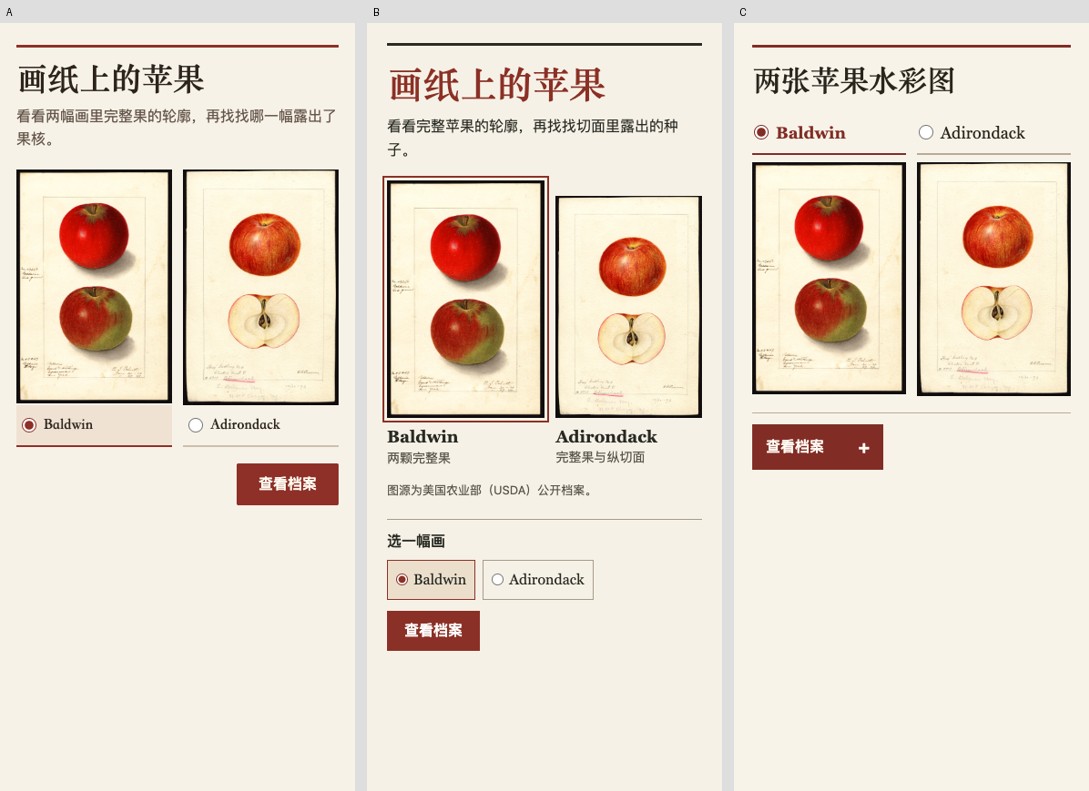 A
画纸上的苹果
看看两幅画里完整果的轮廓，再找找哪一幅露出了
果核。
Baldwin
Adirondack
查看档案
B
画纸上的苹果
看看完整苹果的轮廓，再找找切面里露出的种
子。
Baldwin
两颗完整果
Adirondack
完整果与纵切面
图源为美国农业部（USDA）公开档案。
选一幅画
Baldwin
Adirondack
查看档案
C
两张苹果水彩图
Baldwin
Adirondack
查看档案 +